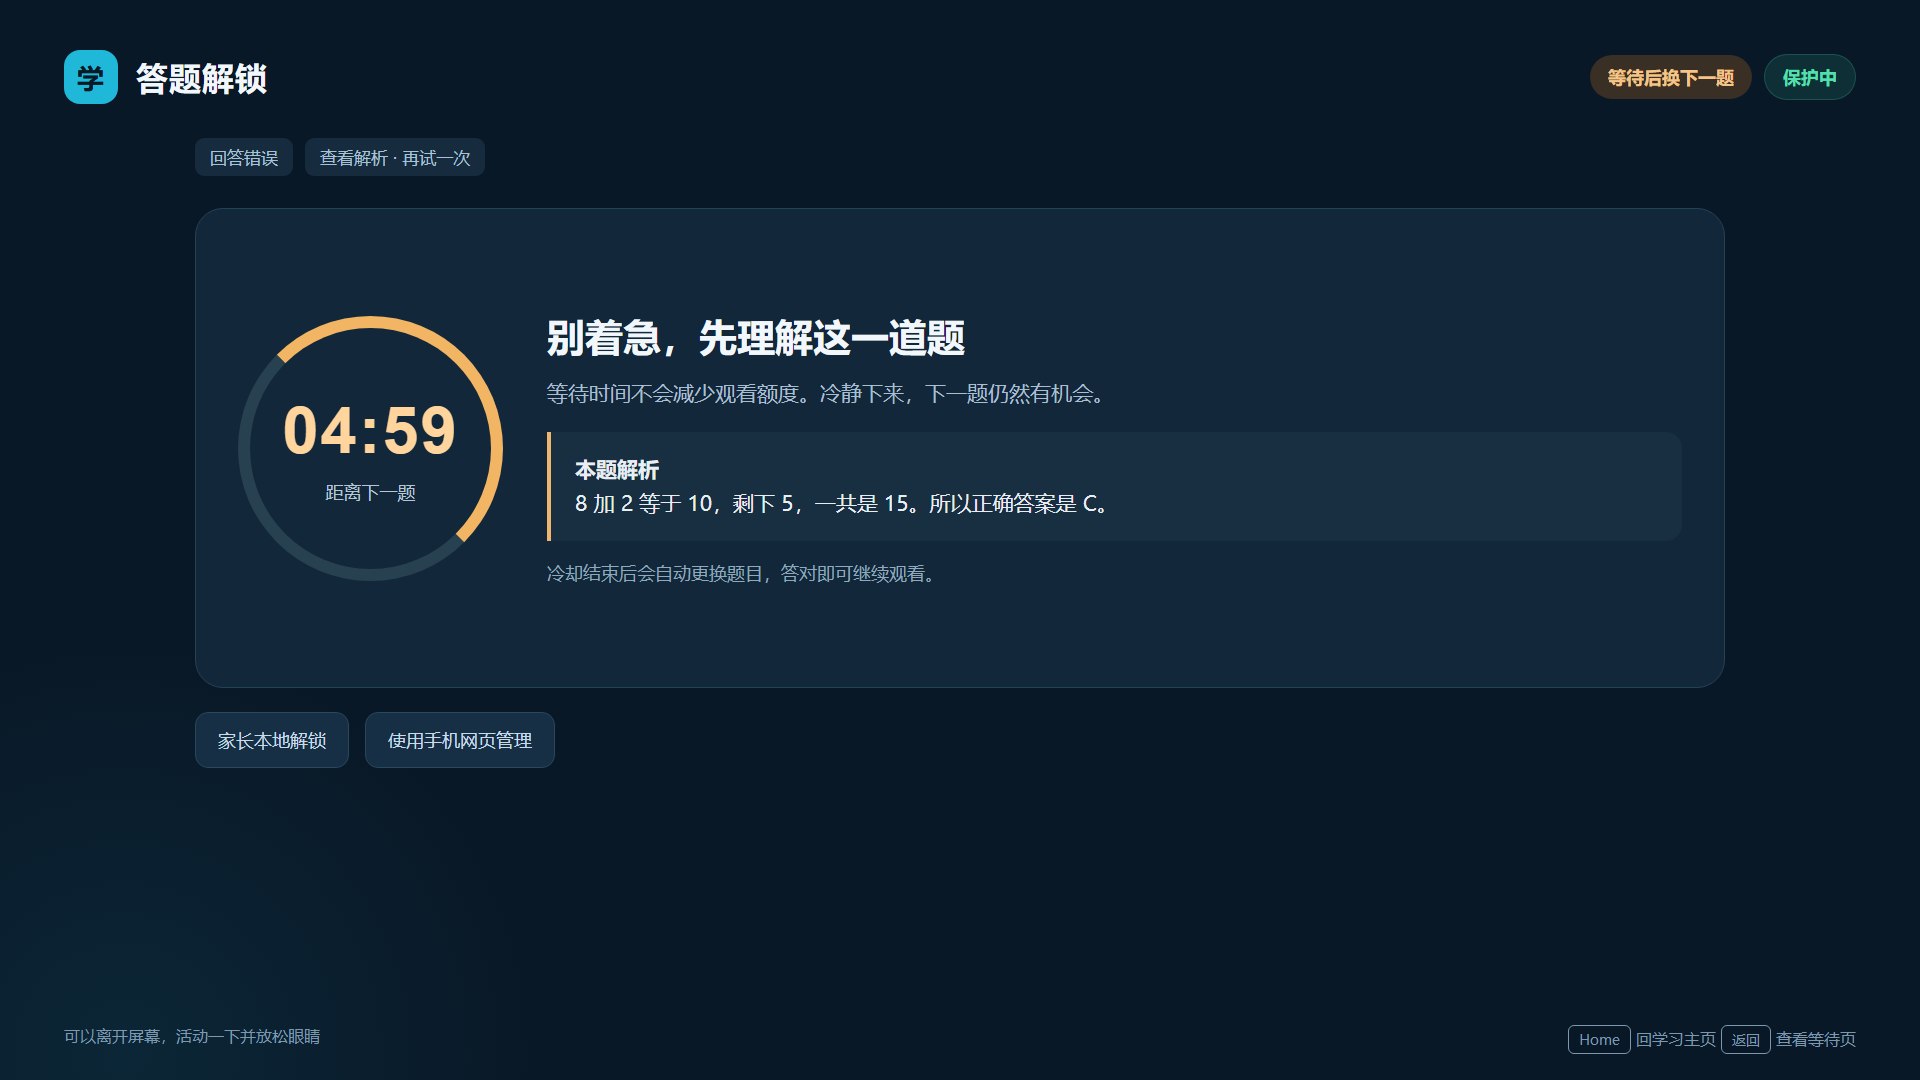 学 答题解锁
等待后换下一题 保护中
回答错误 查看解析 · 再试一次
别着急，先理解这一道题
等待时间不会减少观看额度。冷静下来，下一题仍然有机会。
04:59
距离下一题
本题解析
8 加 2 等于 10，剩下 5，一共是 15。所以正确答案是 C。
冷却结束后会自动更换题目，答对即可继续观看。
家长本地解锁 使用手机网页管理
可以离开屏幕，活动一下并放松眼睛
Home 回学习主页 返回 查看等待页